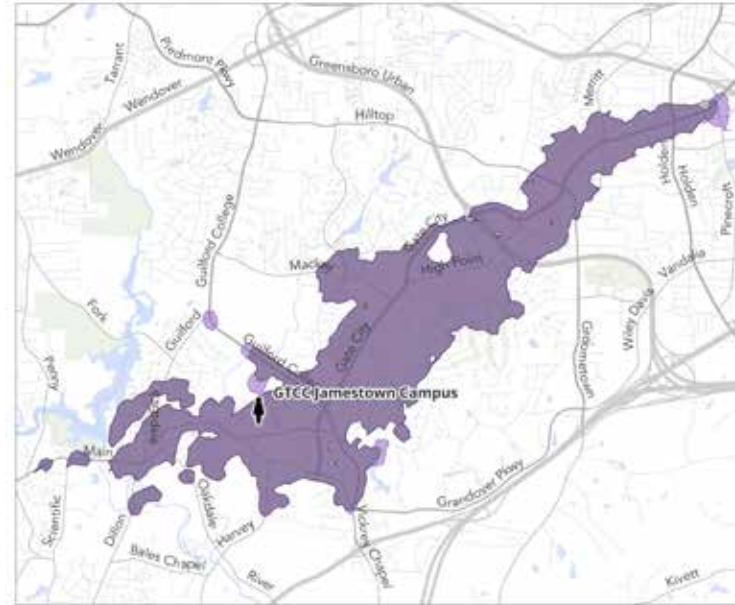 Tarrant
Piedmont Pkwy
Wendover
Wendover
Greensboro Urban
Merritt
Hilltop
Holden
Holden
Pinecroft
Guilford College
Gate City
Mackay
High Point
Vandalia
Fork
Guilford
Penny
Gate City
Groometown
Wiley Davis
GTCC Jamestown Campus
Main
Scientific
Dillon
Oakdale
Harvey
Bales Chapel
River
Vickrey Chapel
Grandover Pkwy
Kivett